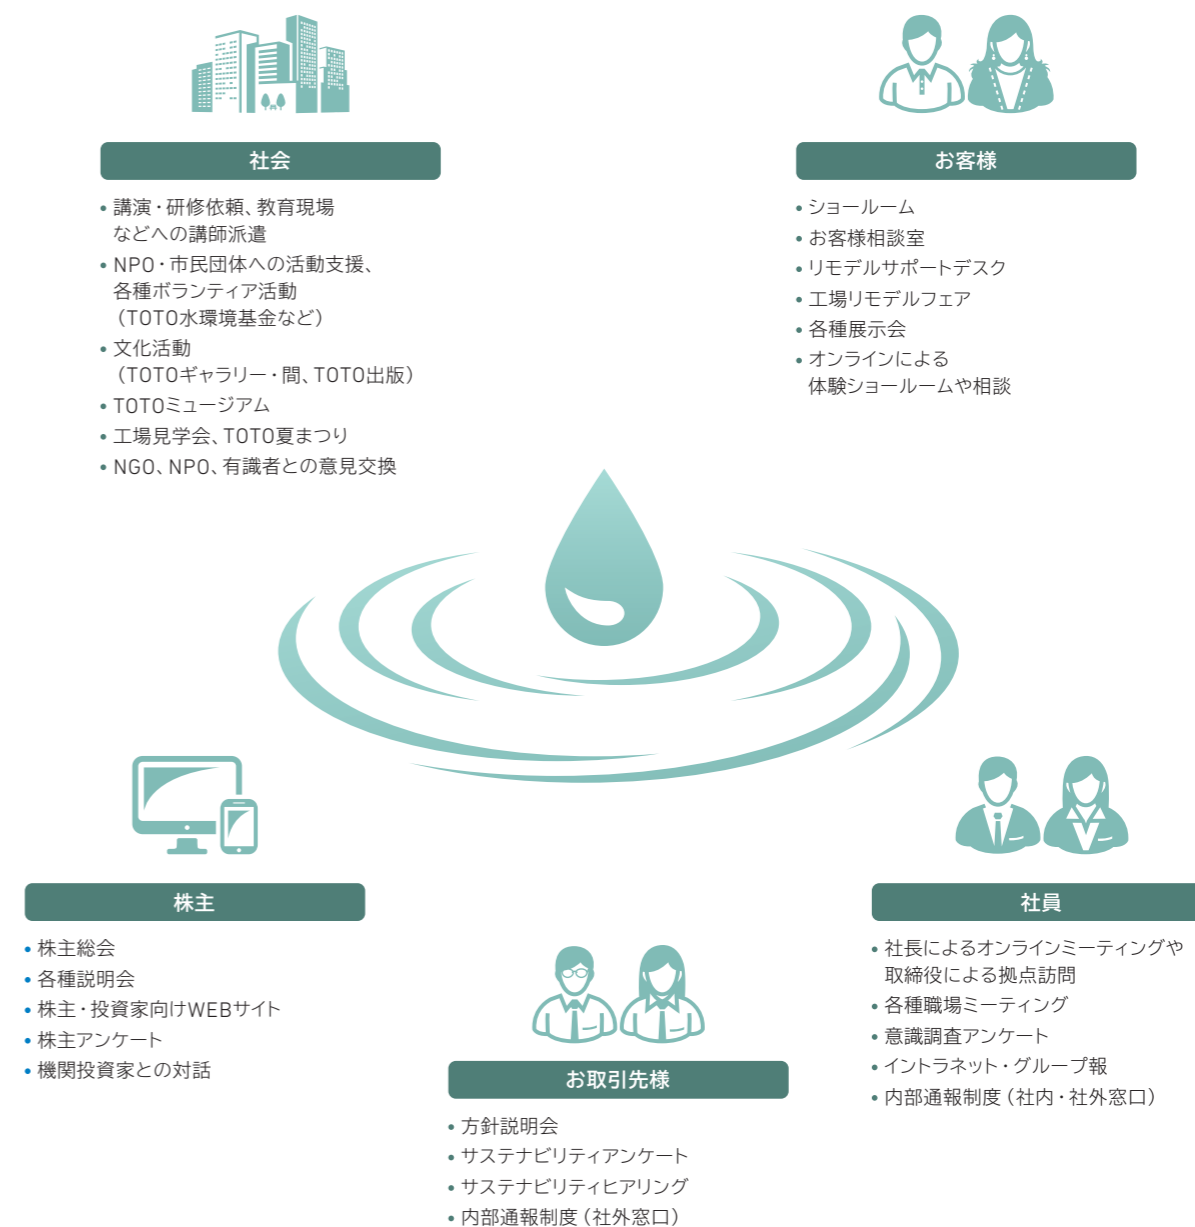 社会
• 講演・研修依頼、教育現場
などへの講師派遣
• NPO・市民団体への活動支援、
各種ボランティア活動
（TOTO水環境基金など）
• 文化活動
（TOTOギャラリー・間、TOTO出版）
• TOTOミュージアム
• 工場見学会、TOTO夏まつり
• NGO、NPO、有識者との意見交換
お客様
• ショールーム
• お客様相談室
• リモデルサポートデスク
• 工場リモデルフェア
• 各種展示会
• オンラインによる
体験ショールームや相談
株主
• 株主総会
• 各種説明会
• 株主・投資家向けWEBサイト
• 株主アンケート
• 機関投資家との対話
お取引先様
• 方針説明会
• サステナビリティアンケート
• サステナビリティヒアリング
• 内部通報制度（社外窓口）
社員
• 社長によるオンラインミーティングや
取締役による拠点訪問
• 各種職場ミーティング
• 意識調査アンケート
• イントラネット・グループ報
• 内部通報制度（社内・社外窓口）